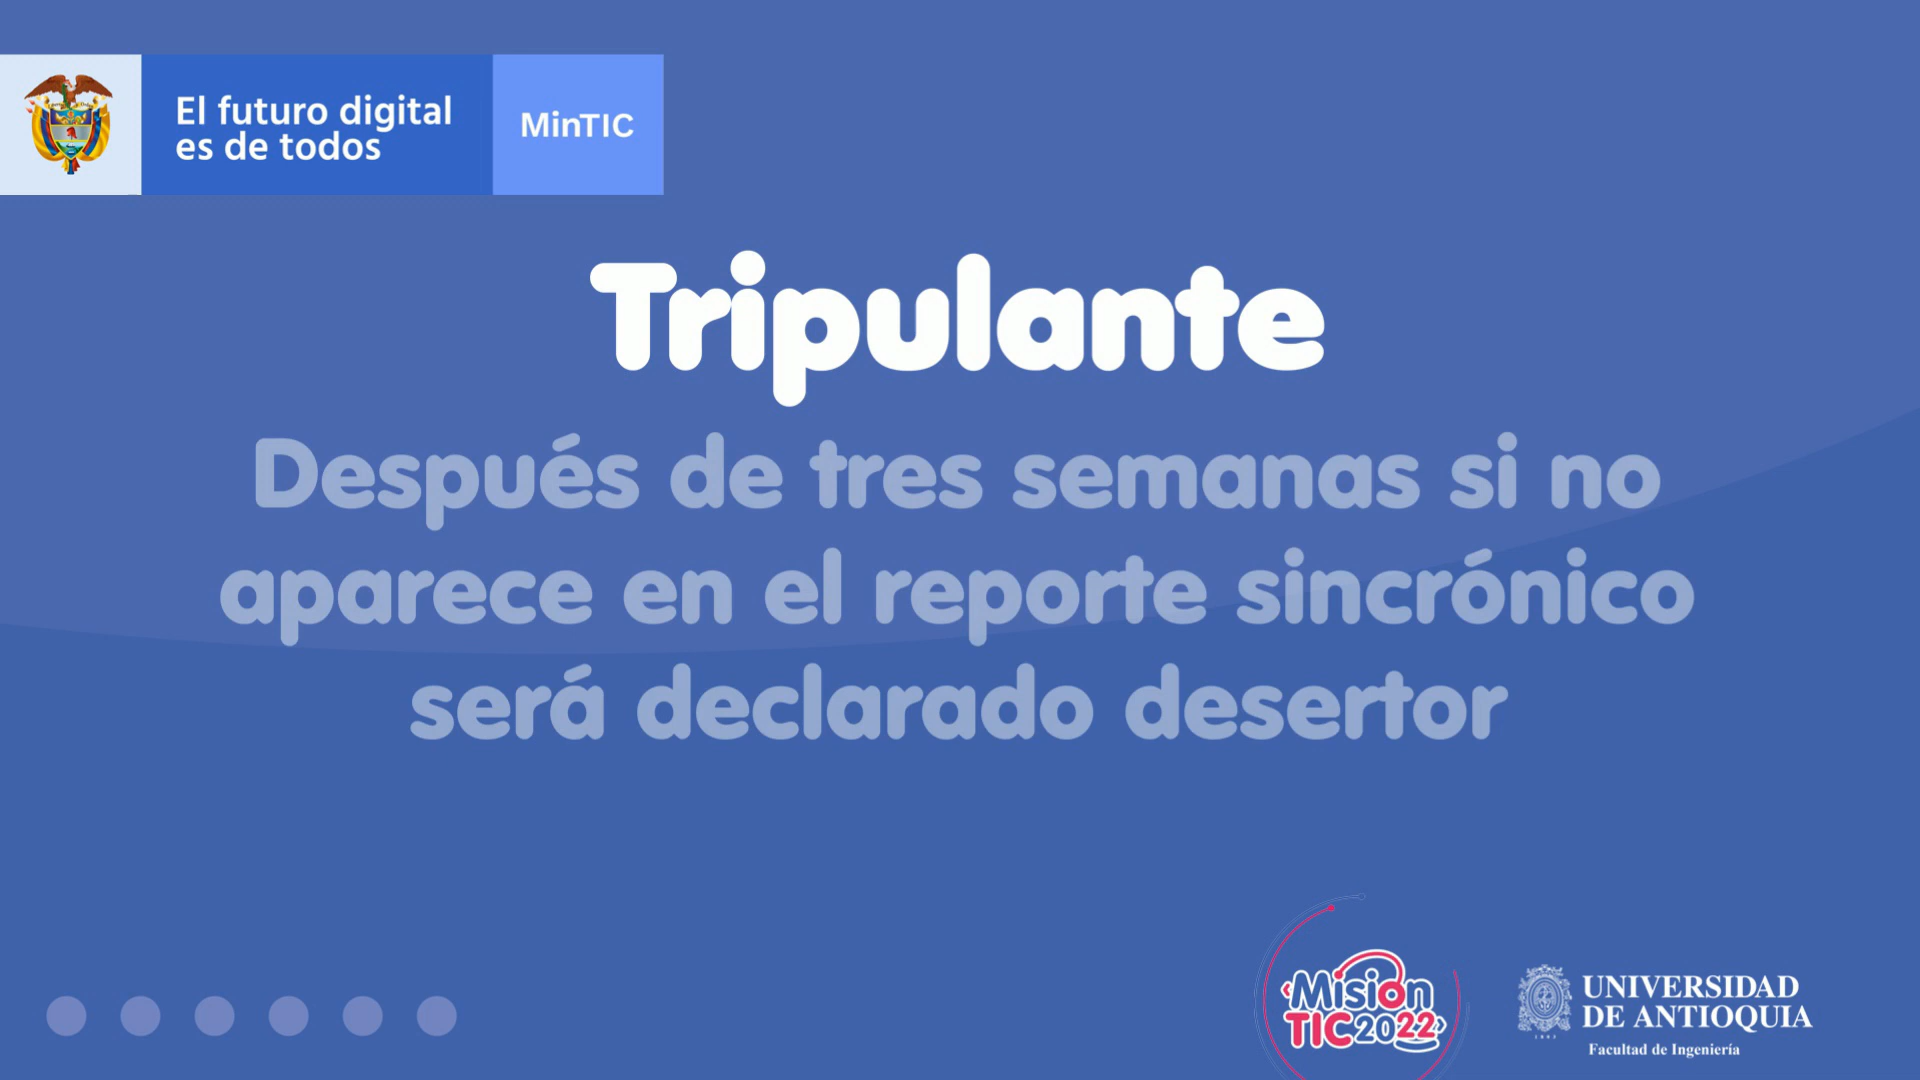 El futuro digital
es de todos
MinTIC
Tripulante
Después de tres semanas si no
aparece en el reporte sincrónico
será declarado desertor
Misión
TIC2022
UNIVERSIDAD
DE ANTIOQUIA
1803
Facultad de Ingeniería